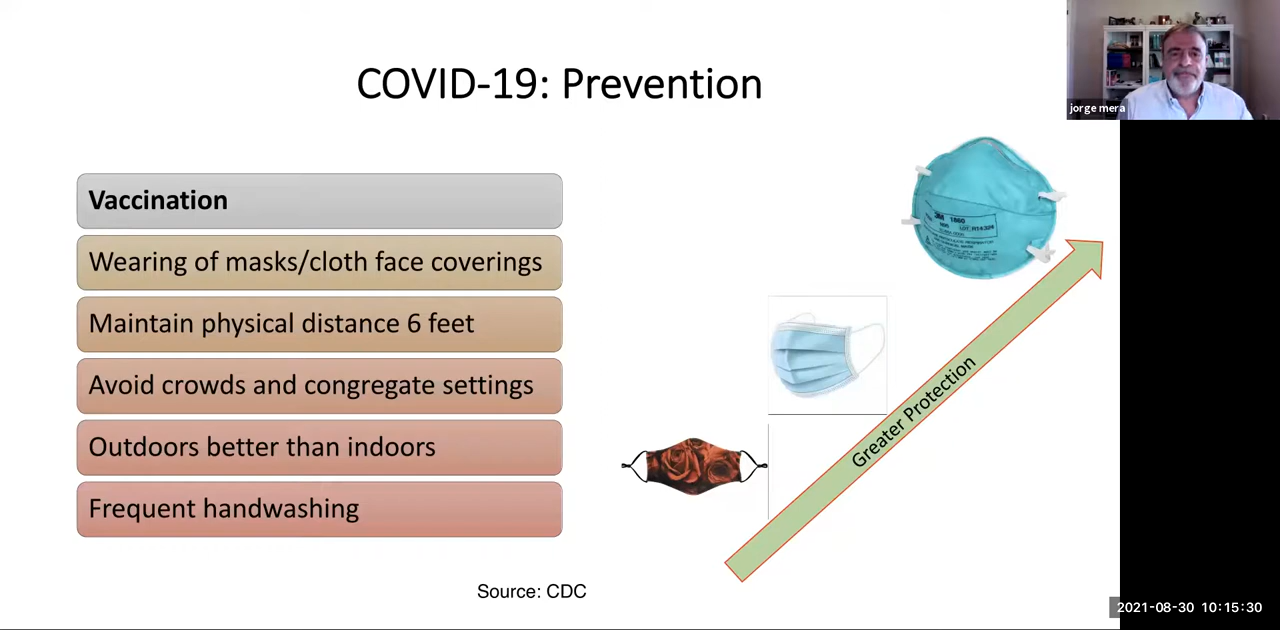 COVID-19: Prevention
jorge mera
Vaccination
Wearing of masks/cloth face coverings
Maintain physical distance 6 feet
Avoid crowds and congregate settings
Outdoors better than indoors
Frequent handwashing
3M 1860
Greater Protection
Source: CDC
2021-08-30 10:15:30